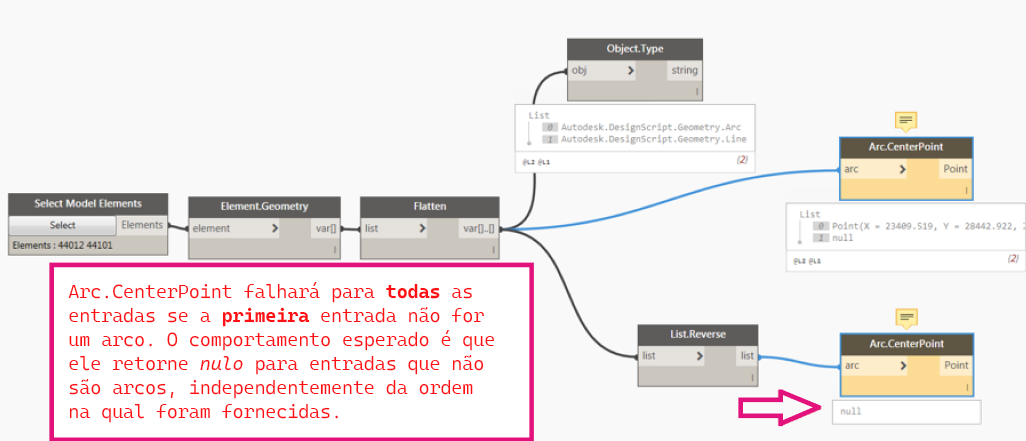 Object.Type
obj > string
l
List
0 Autodesk.DesignScript.Geometry.Arc
1 Autodesk.DesignScript.Geometry.Line
@L2 @L1 {2}
Arc.CenterPoint
arc > Point
l
List
0 Point(X = 23409.519, Y = 28442.922,
1 null
@L2 @L1 {2}
Select Model Elements
Select Elements
Elements : 44012 44101
Element.Geometry
element > var[]
l
Flatten
list > var[]..[]
l
Arc.CenterPoint falhará para todas as
entradas se a primeira entrada não for
um arco. O comportamento esperado é que
ele retorne nulo para entradas que não
são arcos, independentemente da ordem
na qual foram fornecidas.
List.Reverse
list > list
l
Arc.CenterPoint
arc > Point
l
null